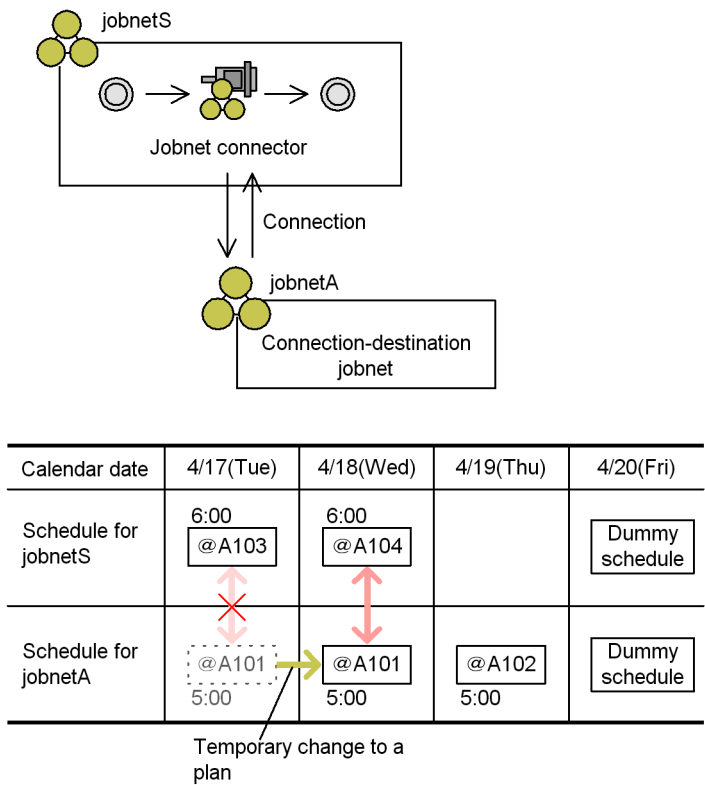 jobnetS
Jobnet connector
Connection
jobnetA
Connection-destination
jobnet
Calendar date
4/17(Tue)
4/18(Wed)
4/19(Thu)
4/20(Fri)
Schedule for
jobnetS
6:00
@A103
6:00
@A104
Dummy
schedule
Schedule for
jobnetA
@A101
5:00
@A101
5:00
@A102
5:00
Dummy
schedule
Temporary change to a
plan